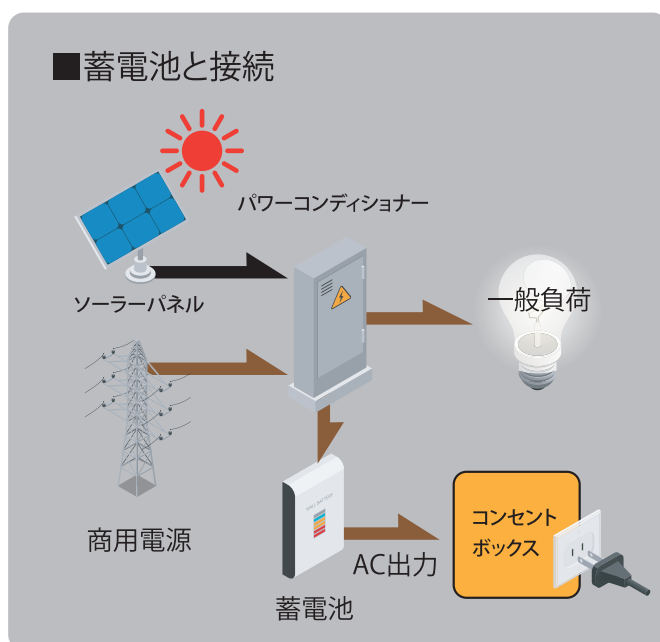 ■蓄電池と接続
パワーコンディショナー
ソーラーパネル
一般負荷
商用電源
コンセント
ボックス
AC出力
蓄電池